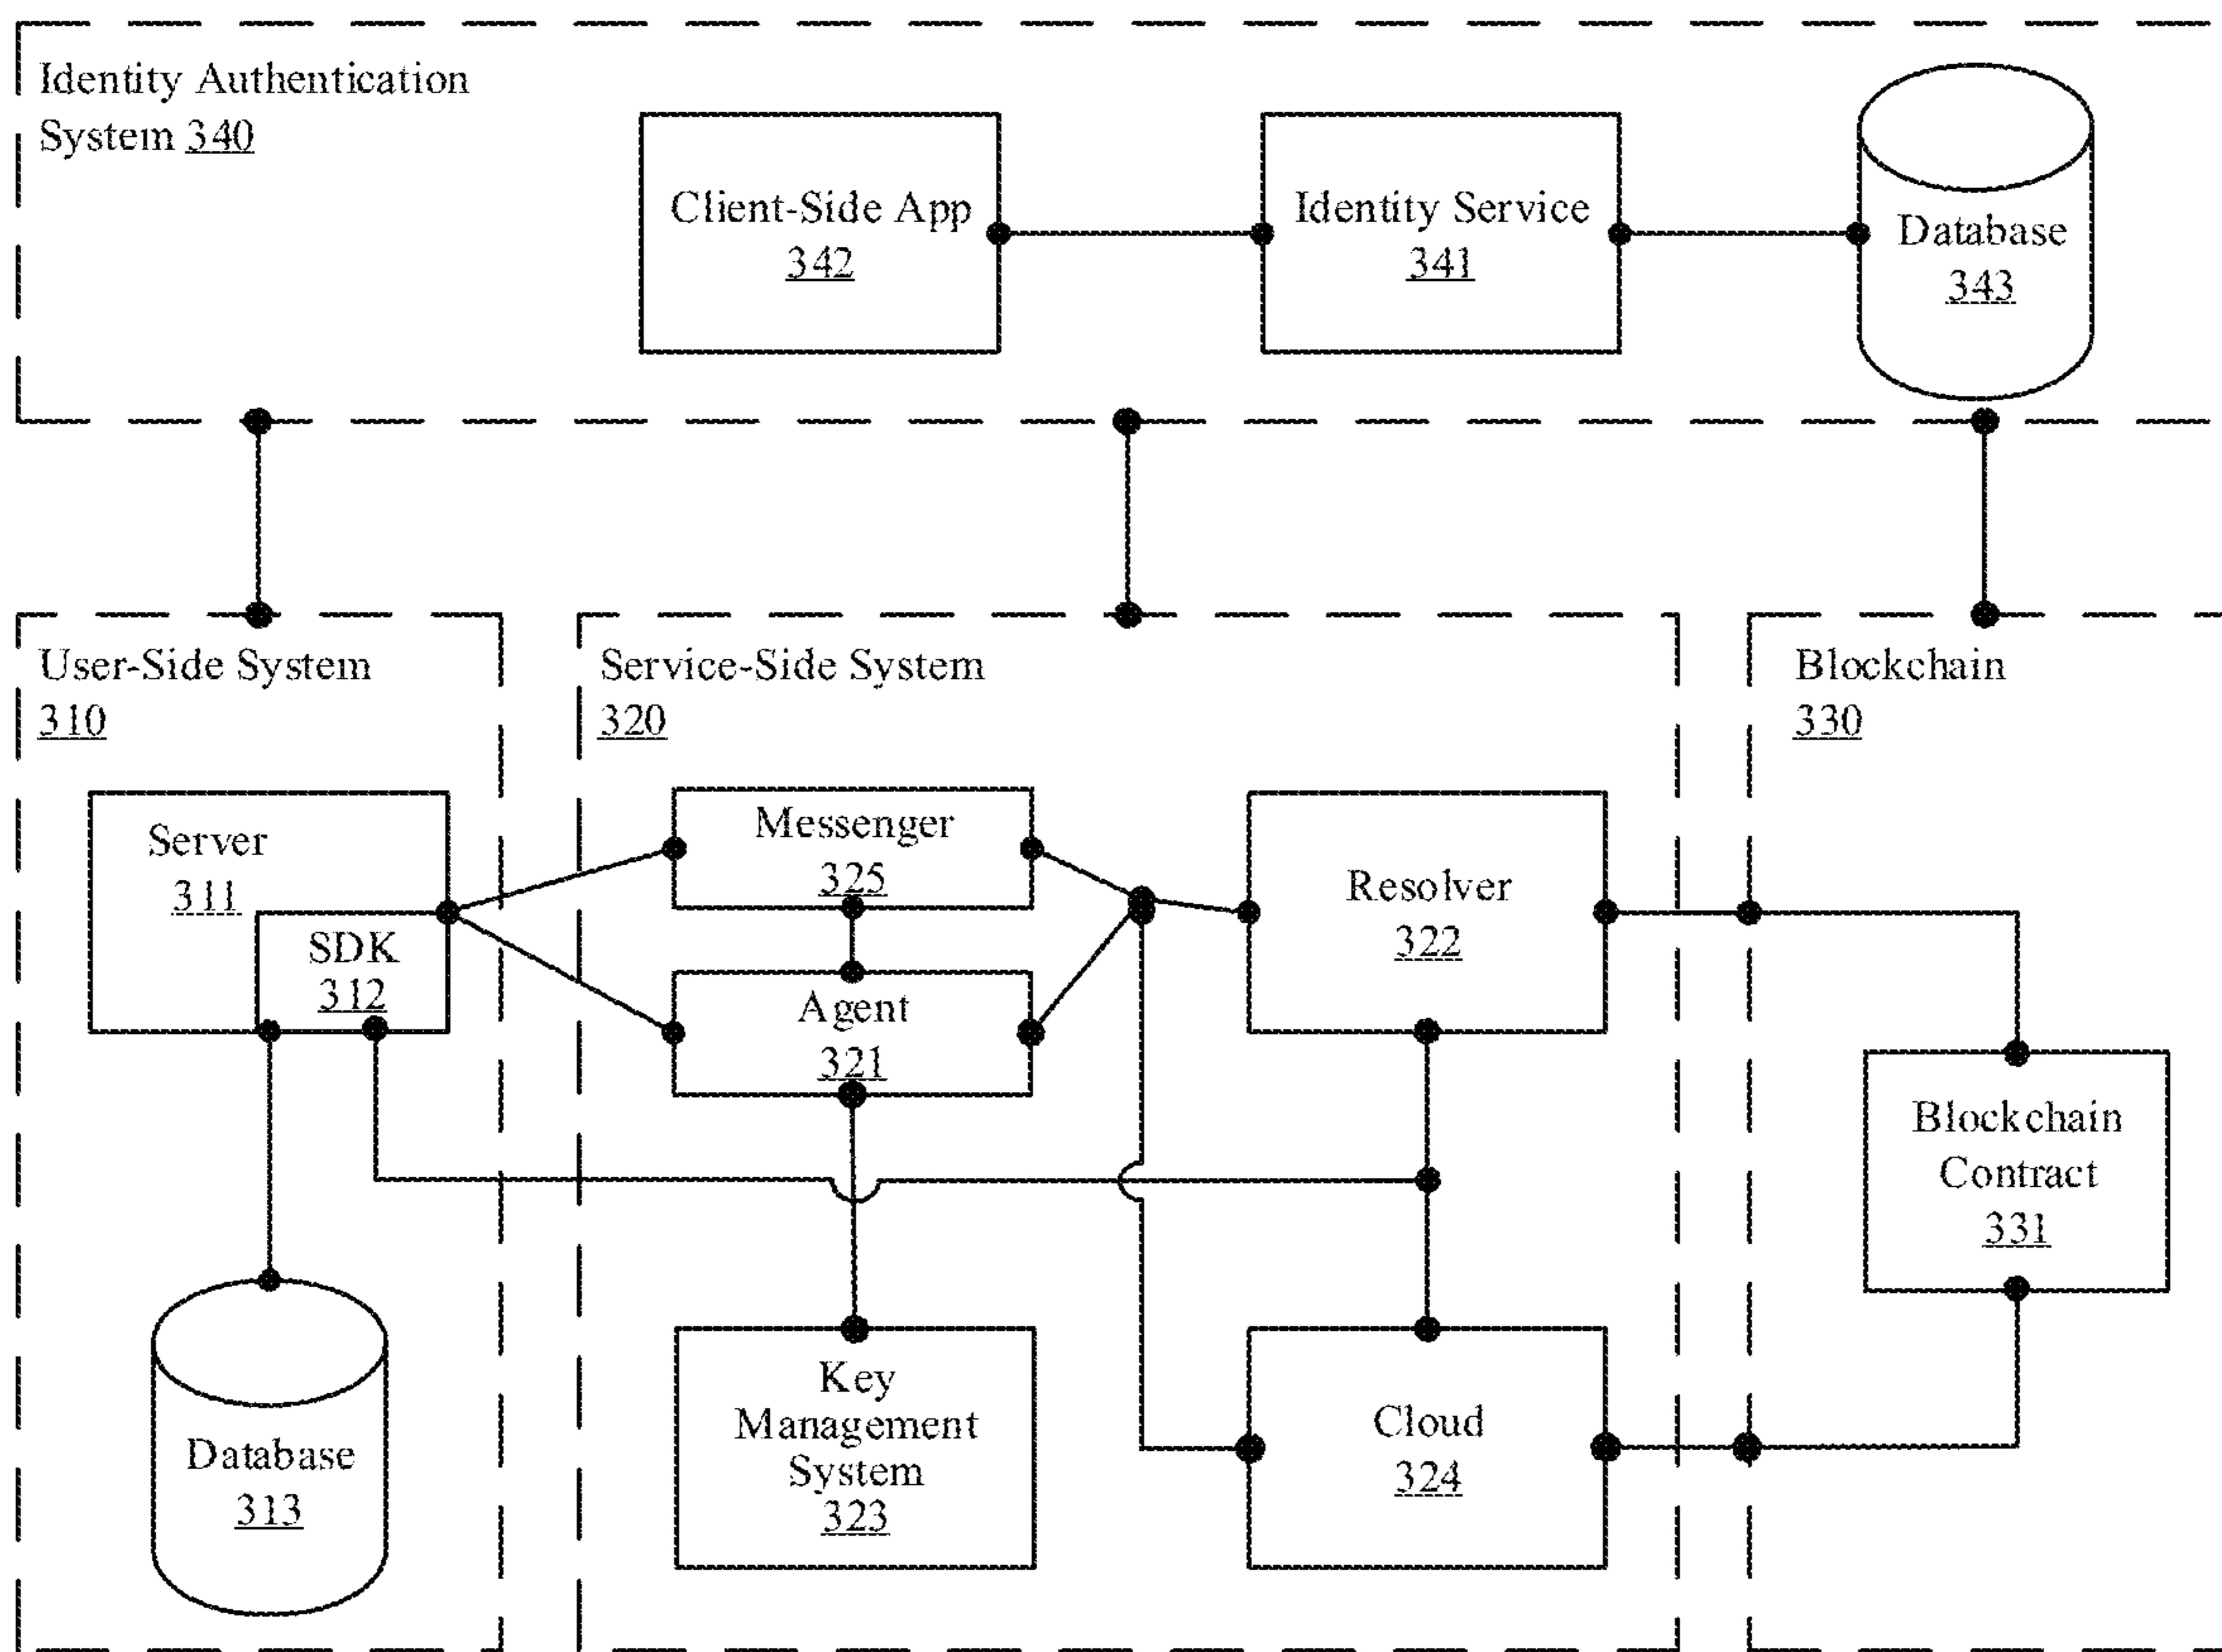 Identity Authentication
System 340
Client-Side App
342
Identity Service
341
Database
343
User-Side System
310
Server
311
SDK
312
Database
313
Service-Side System
320
Messenger
325
Agent
321
Resolver
322
Key
Management
System
323
Cloud
324
Blockchain
330
Blockchain
Contract
331